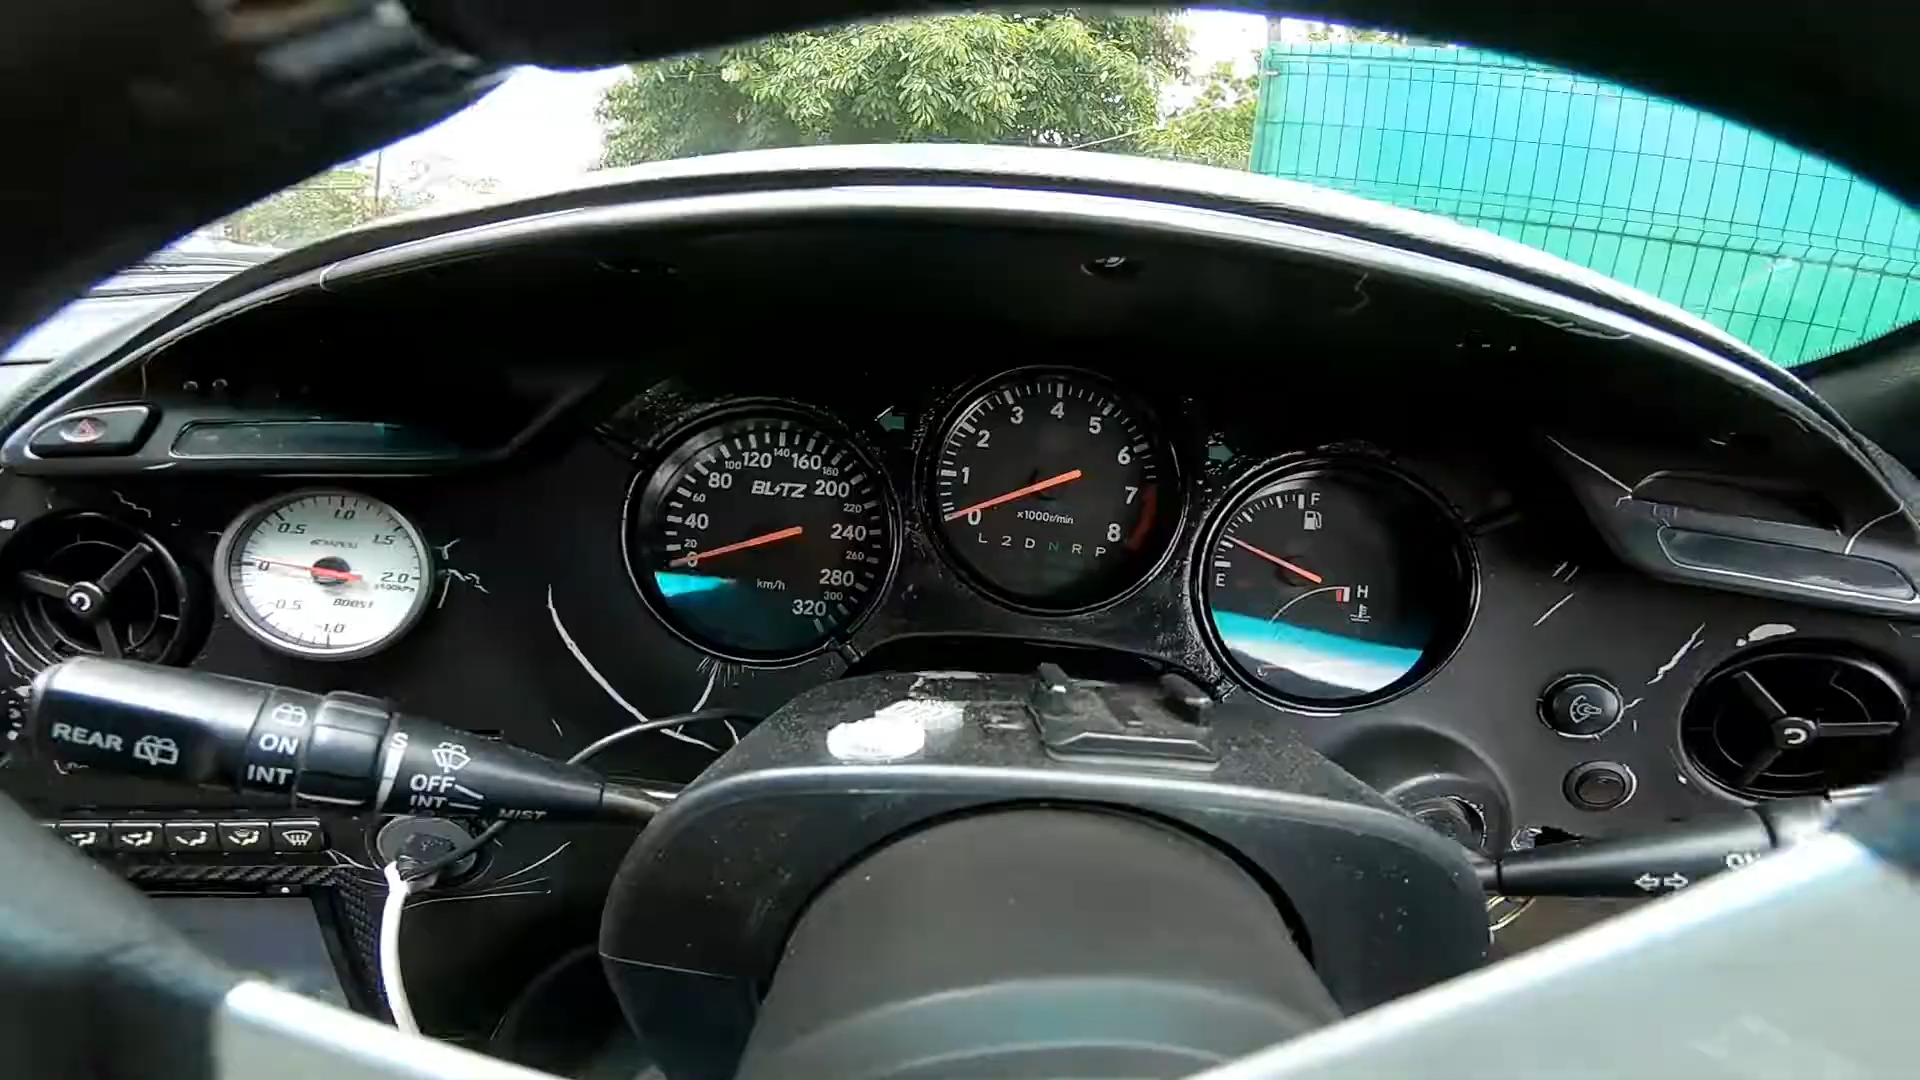 0.5
1.0
1.5
0
2.0
-0.5
BOOST
-1.0
0
20
40
60
80
100
120
140
160
180
200
220
240
260
280
300
320
BLITZ
km/h
0
1
2
3
4
5
6
7
8
x1000r/min
L 2 D N R P
F
E
H
C
REAR
ON
INT
S
OFF
INT
MIST
ON